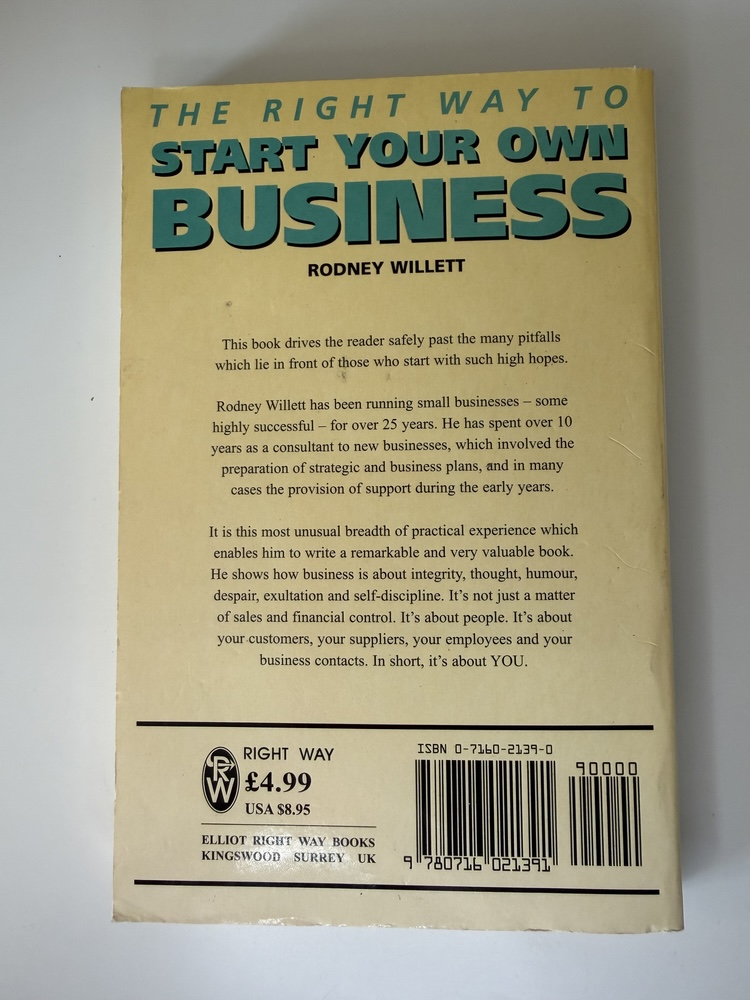 THE RIGHT WAY TO
START YOUR OWN
BUSINESS
RODNEY WILLETT
This book drives the reader safely past the many pitfalls
which lie in front of those who start with such high hopes.
Rodney Willett has been running small businesses – some
highly successful – for over 25 years. He has spent over 10
years as a consultant to new businesses, which involved the
preparation of strategic and business plans, and in many
cases the provision of support during the early years.
It is this most unusual breadth of practical experience which
enables him to write a remarkable and very valuable book.
He shows how business is about integrity, thought, humour,
despair, exultation and self-discipline. It's not just a matter
of sales and financial control. It's about people. It's about
your customers, your suppliers, your employees and your
business contacts. In short, it's about YOU.
RW
RIGHT WAY
£4.99
USA $8.95
ELLIOT RIGHT WAY BOOKS
KINGSWOOD SURREY UK
ISBN 0-7160-2139-0
90000
9 780716 021391